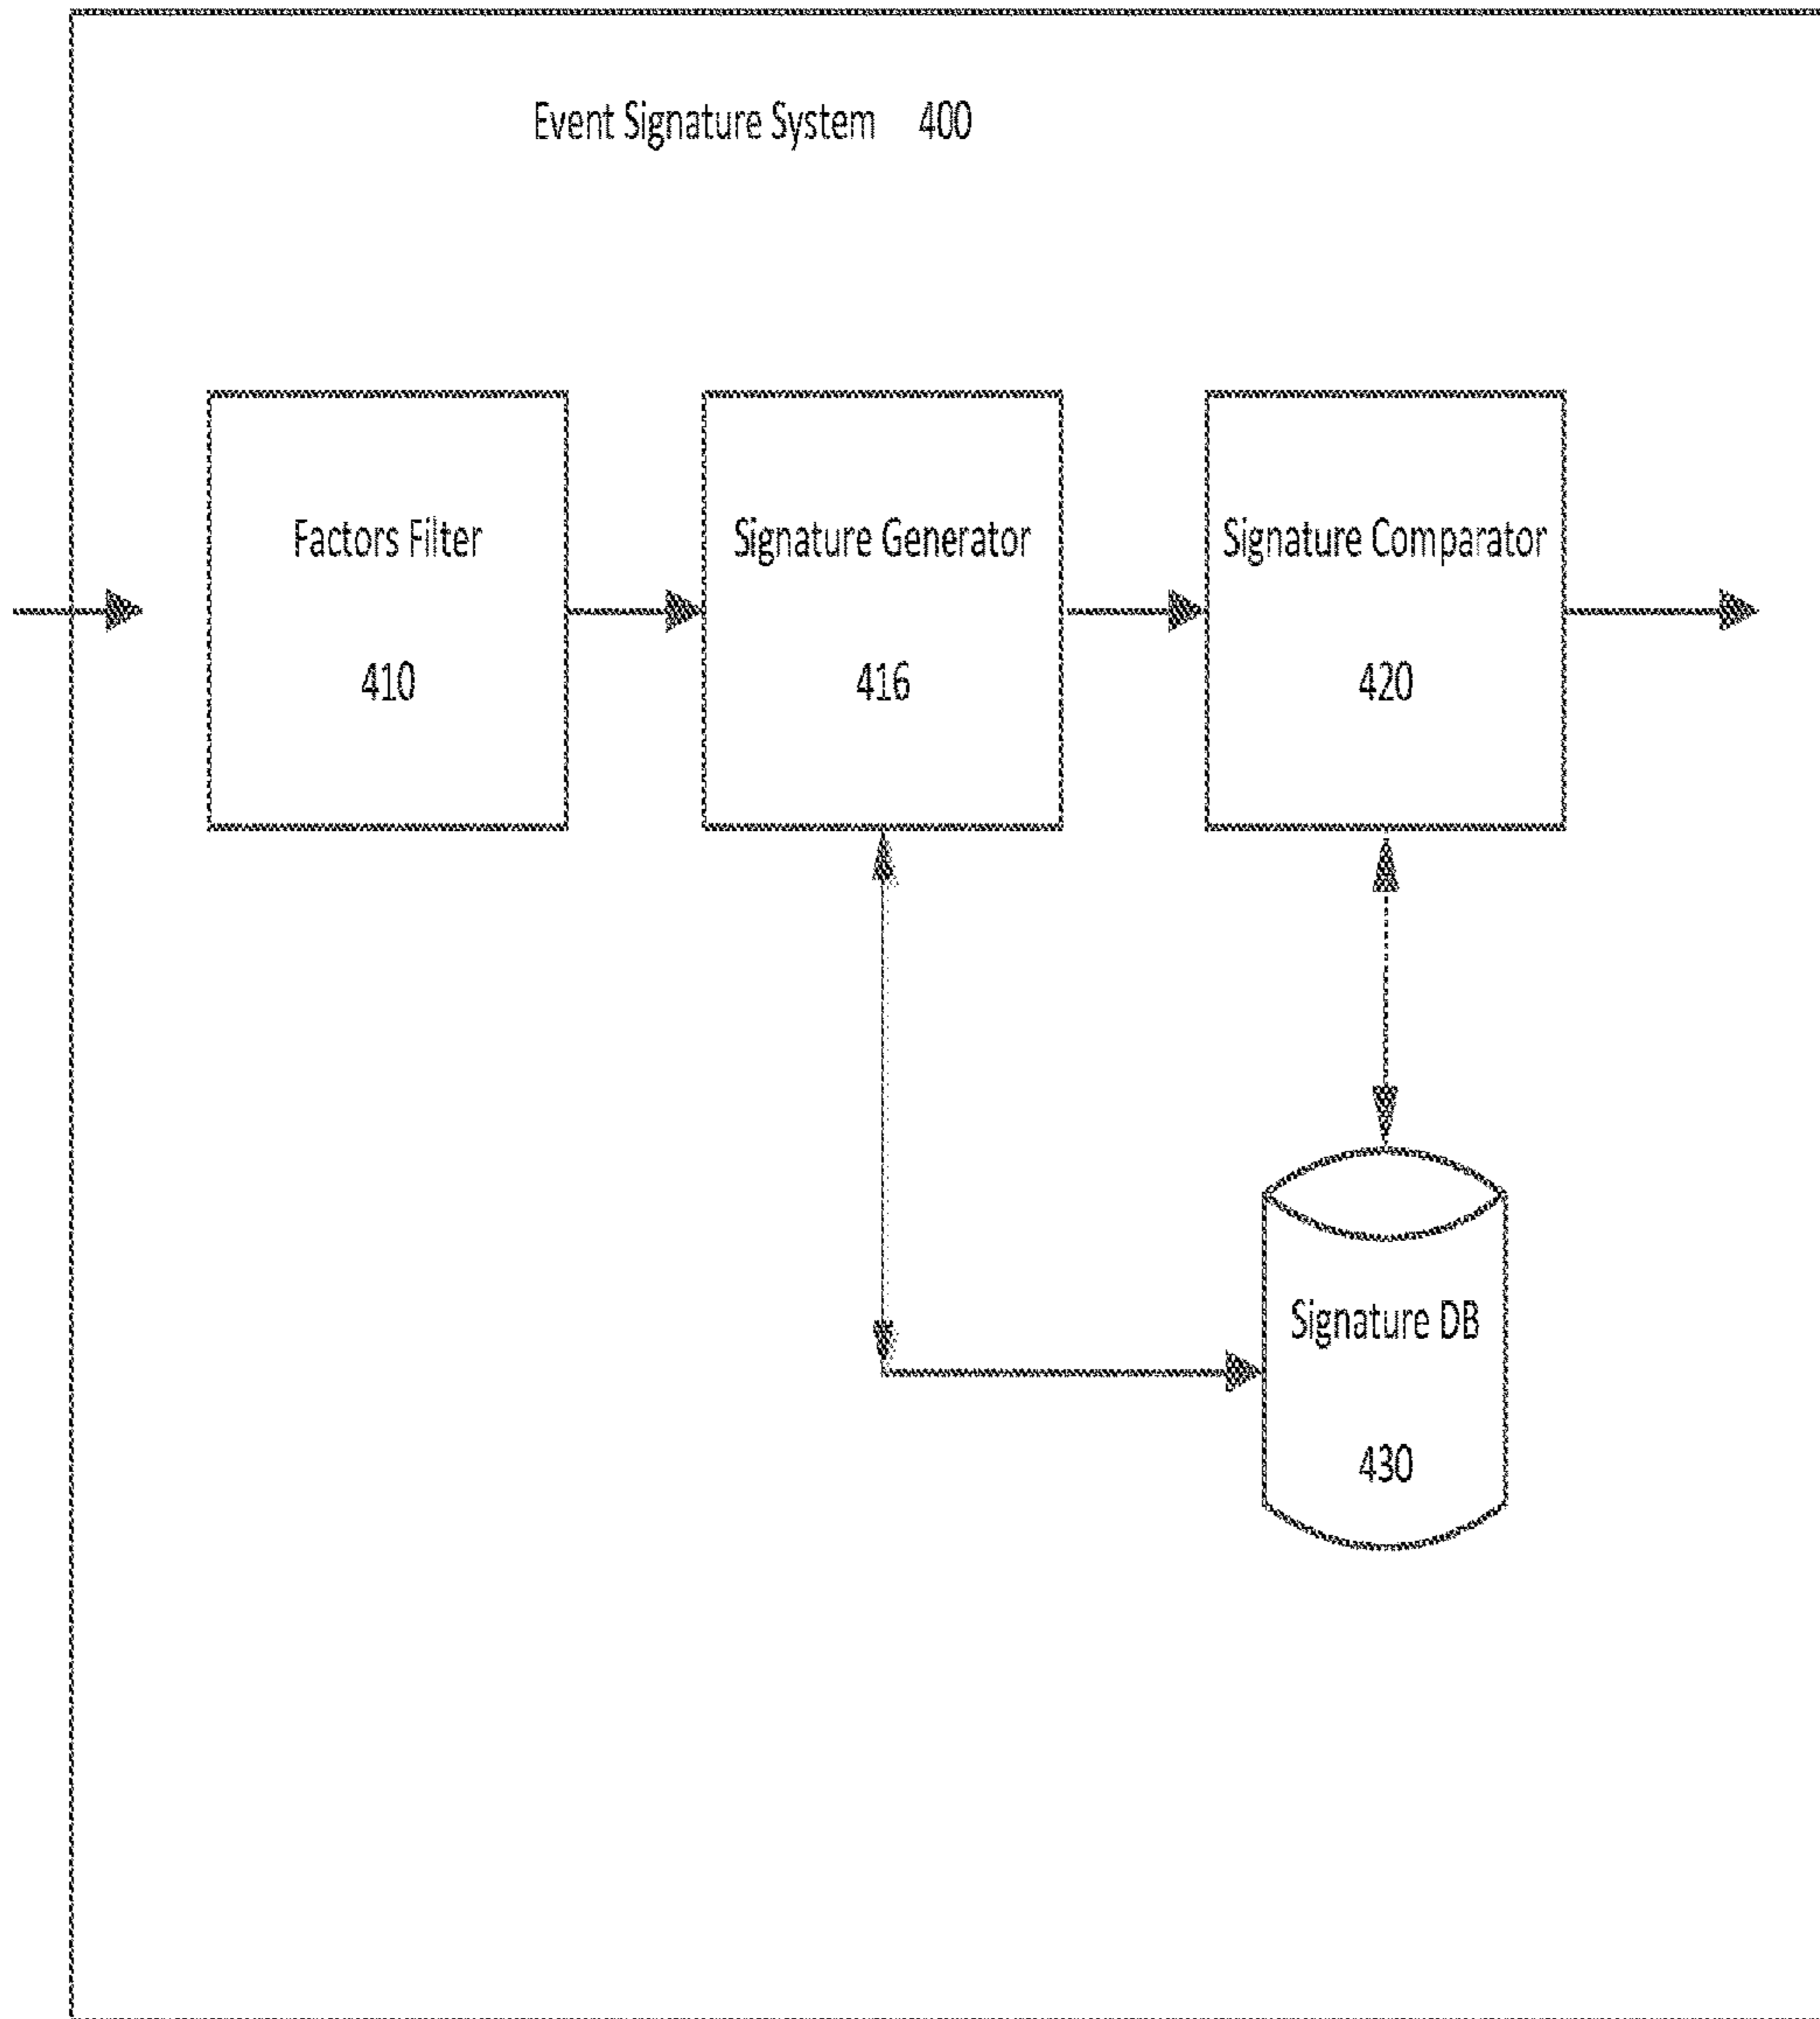 Event Signature System 400
Factors Filter
410
Signature Generator
416
Signature Comparator
420
Signature DB
430